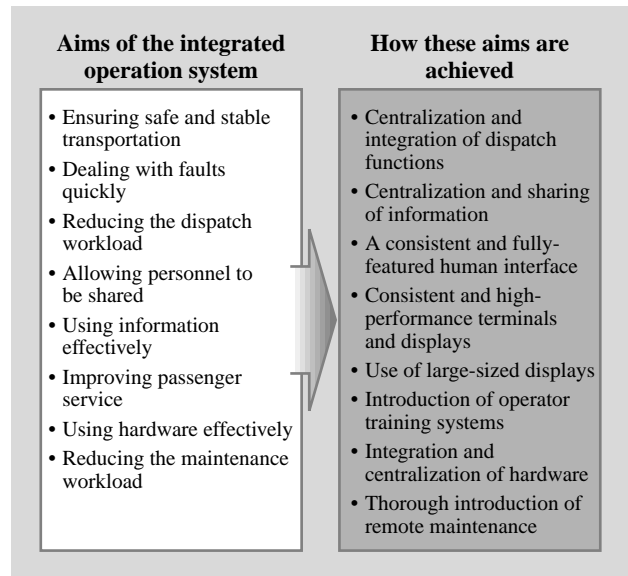 Aims of the integrated
operation system
• Ensuring safe and stable
transportation
• Dealing with faults
quickly
• Reducing the dispatch
workload
• Allowing personnel to
be shared
• Using information
effectively
• Improving passenger
service
• Using hardware effectively
• Reducing the maintenance
workload
How these aims are
achieved
• Centralization and
integration of dispatch
functions
• Centralization and sharing
of information
• A consistent and fully-
featured human interface
• Consistent and high-
performance terminals
and displays
• Use of large-sized displays
• Introduction of operator
training systems
• Integration and
centralization of hardware
• Thorough introduction of
remote maintenance